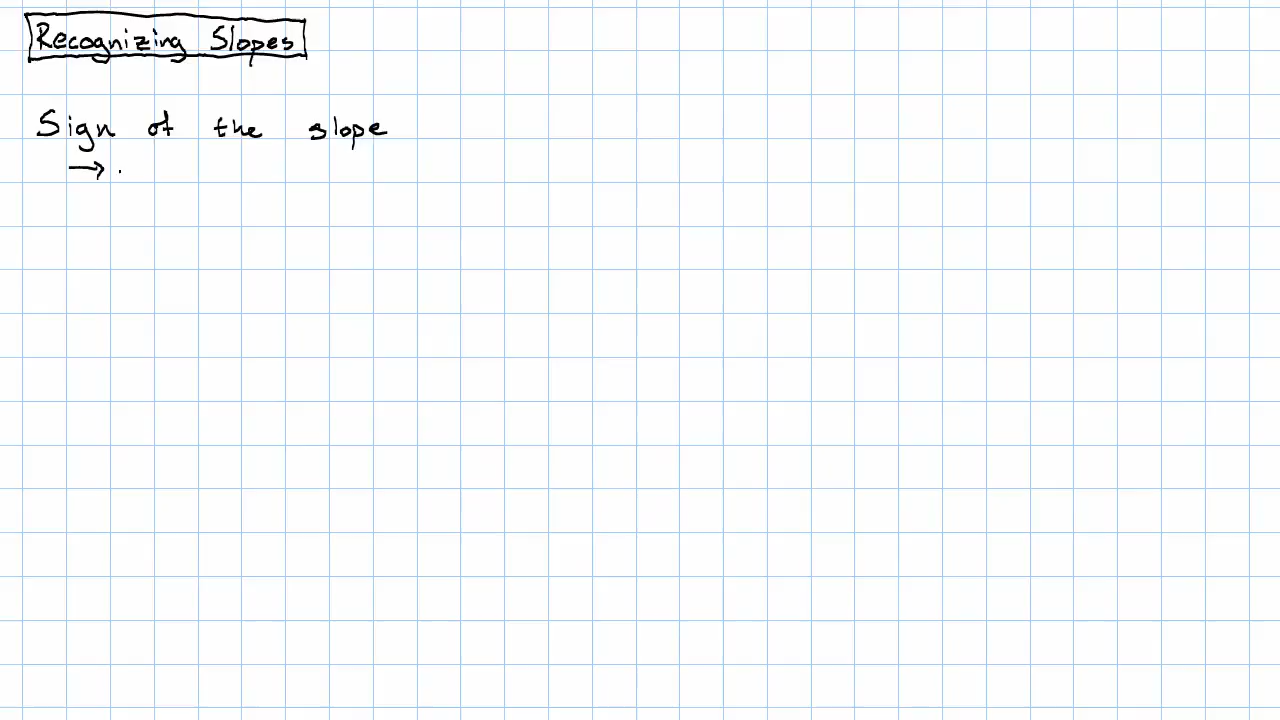 Recognizing Slopes
Sign of the slope
→